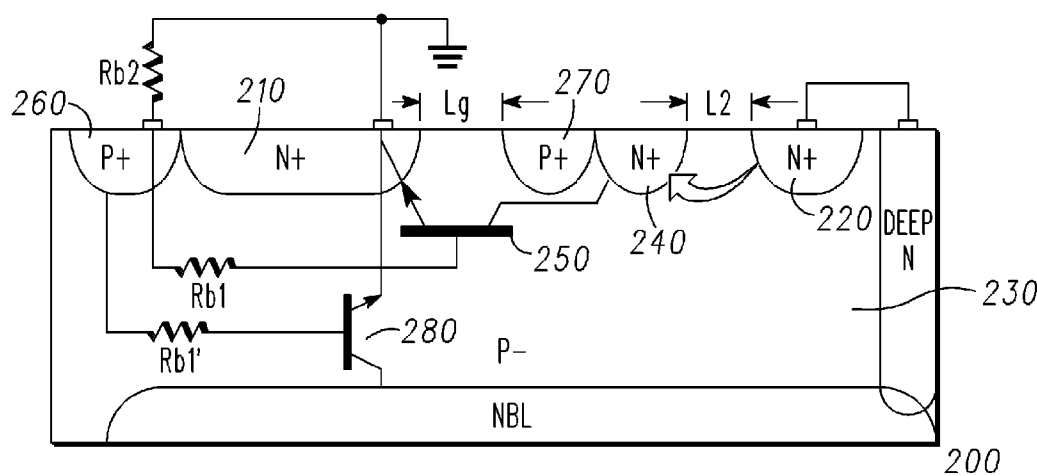 Rb2
260
210
Lg
270
L2
P+
N+
P+
N+
N+
220
240
DEEP
N
250
Rb1
230
280
Rb1'
P-
NBL
200